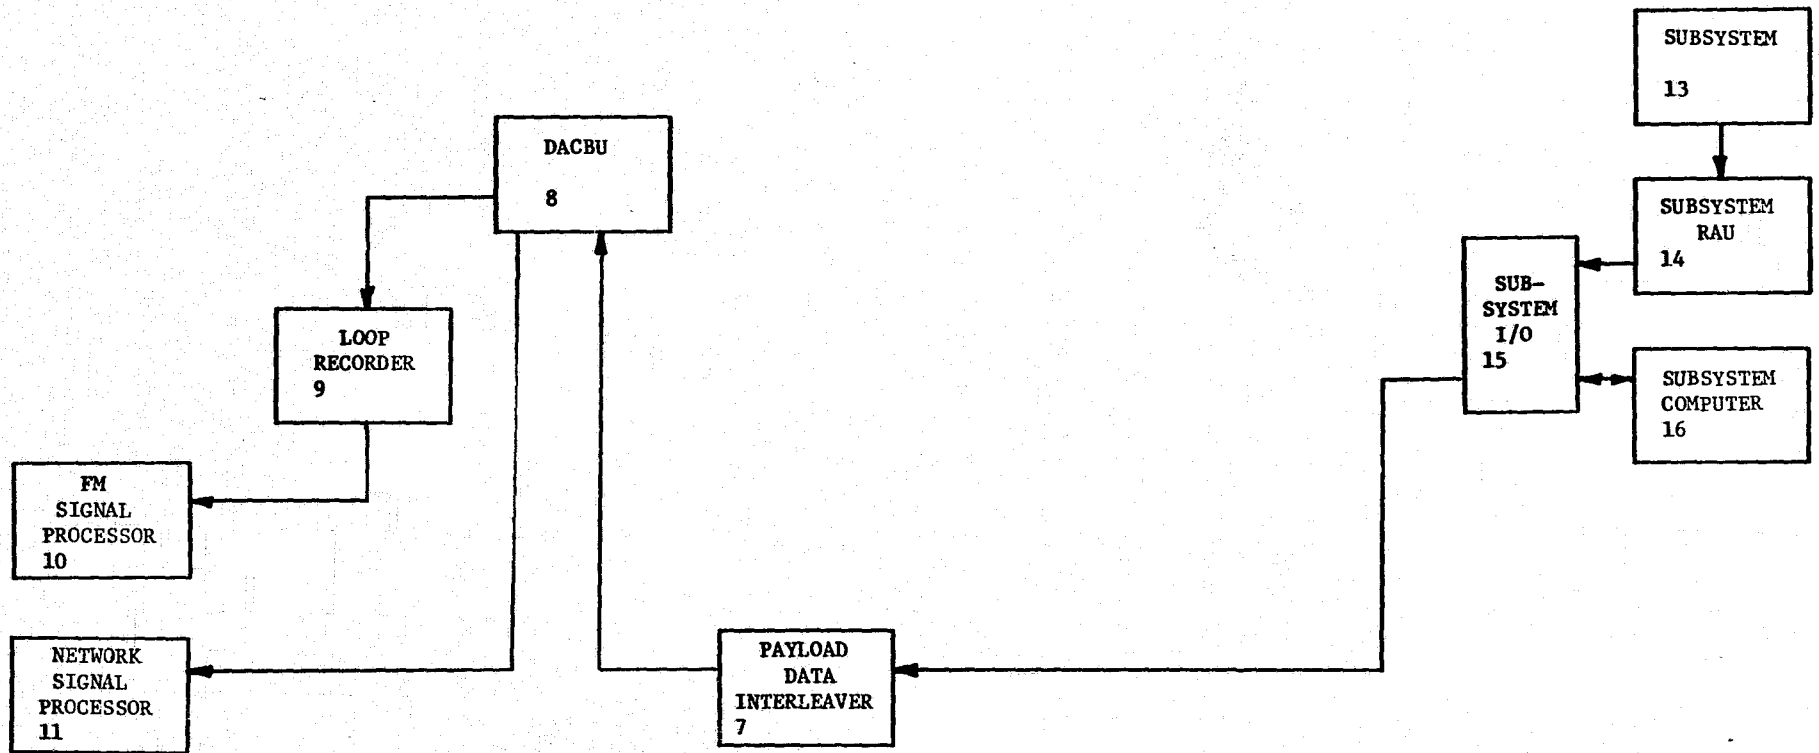 SUBSYSTEM
13
DACBU
8
SUBSYSTEM
RAU
14
SUB-
SYSTEM
I/O
15
LOOP
RECORDER
9
SUBSYSTEM
COMPUTER
16
FM
SIGNAL
PROCESSOR
10
PAYLOAD
DATA
INTERLEAVER
7
NETWORK
SIGNAL
PROCESSOR
11